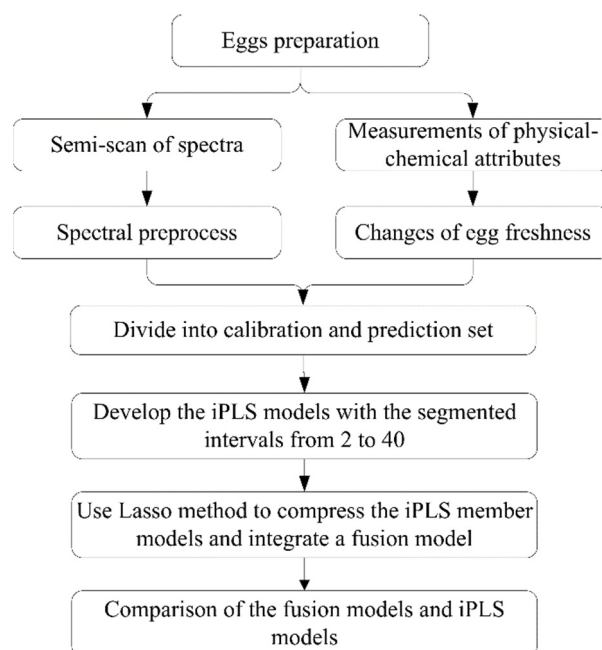 Eggs preparation
Semi-scan of spectra
Measurements of physical-
chemical attributes
Spectral preprocess
Changes of egg freshness
Divide into calibration and prediction set
Develop the iPLS models with the segmented
intervals from 2 to 40
Use Lasso method to compress the iPLS member
models and integrate a fusion model
Comparison of the fusion models and iPLS
models